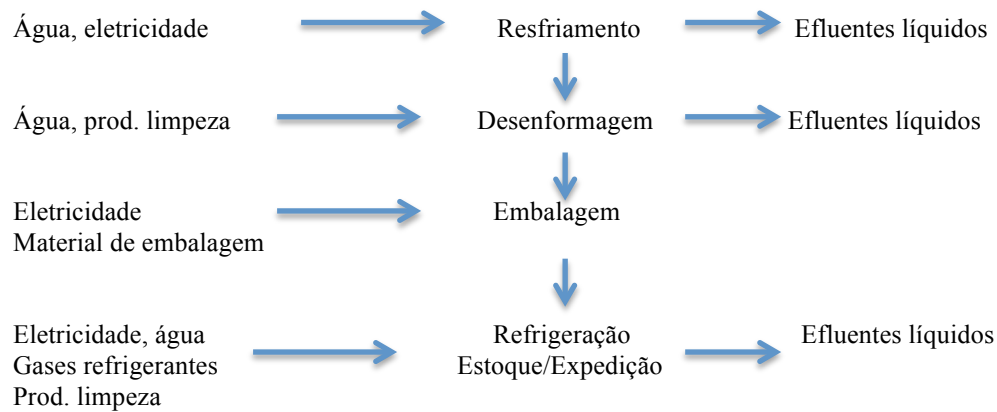 Água, eletricidade Resfriamento Efluentes líquidos
Água, prod. limpeza Desenformagem Efluentes líquidos
Eletricidade Embalagem
Material de embalagem
Eletricidade, água Refrigeração Efluentes líquidos
Gases refrigerantes Estoque/Expedição
Prod. limpeza